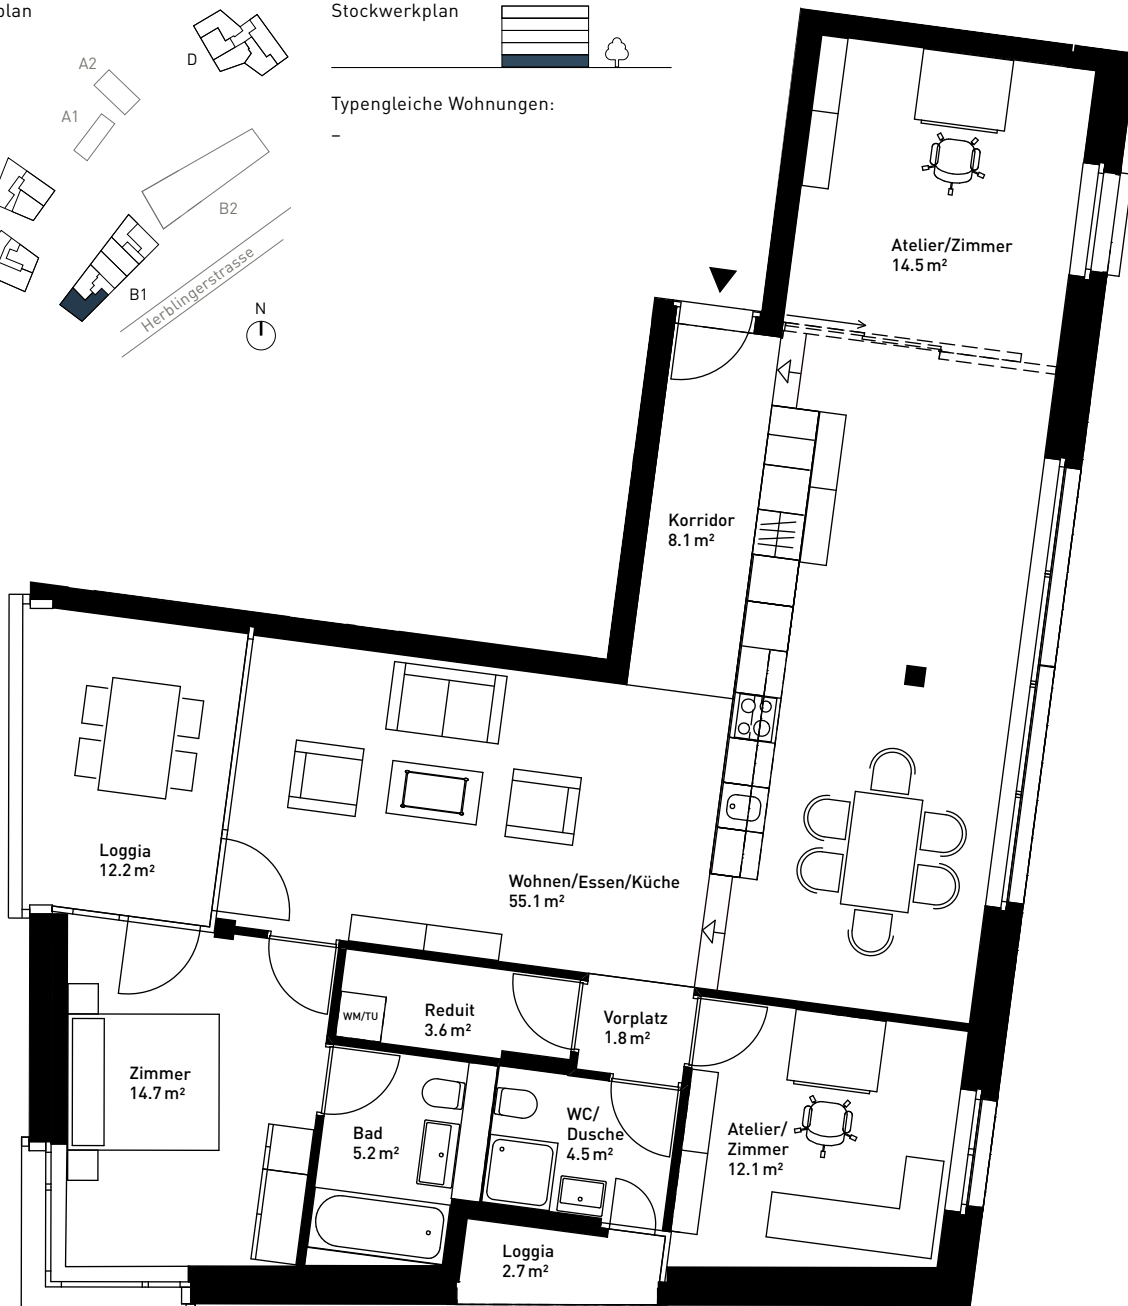 plan
Stockwerkplan
D
A2
A1
B2
B1
Herblingerstrasse
N
Typengleiche Wohnungen:
–
Atelier/Zimmer
14.5 m²
Korridor
8.1 m²
Loggia
12.2 m²
Wohnen/Essen/Küche
55.1 m²
WM/TU
Reduit
3.6 m²
Vorplatz
1.8 m²
Zimmer
14.7 m²
Bad
5.2 m²
WC/
Dusche
4.5 m²
Atelier/
Zimmer
12.1 m²
Loggia
2.7 m²